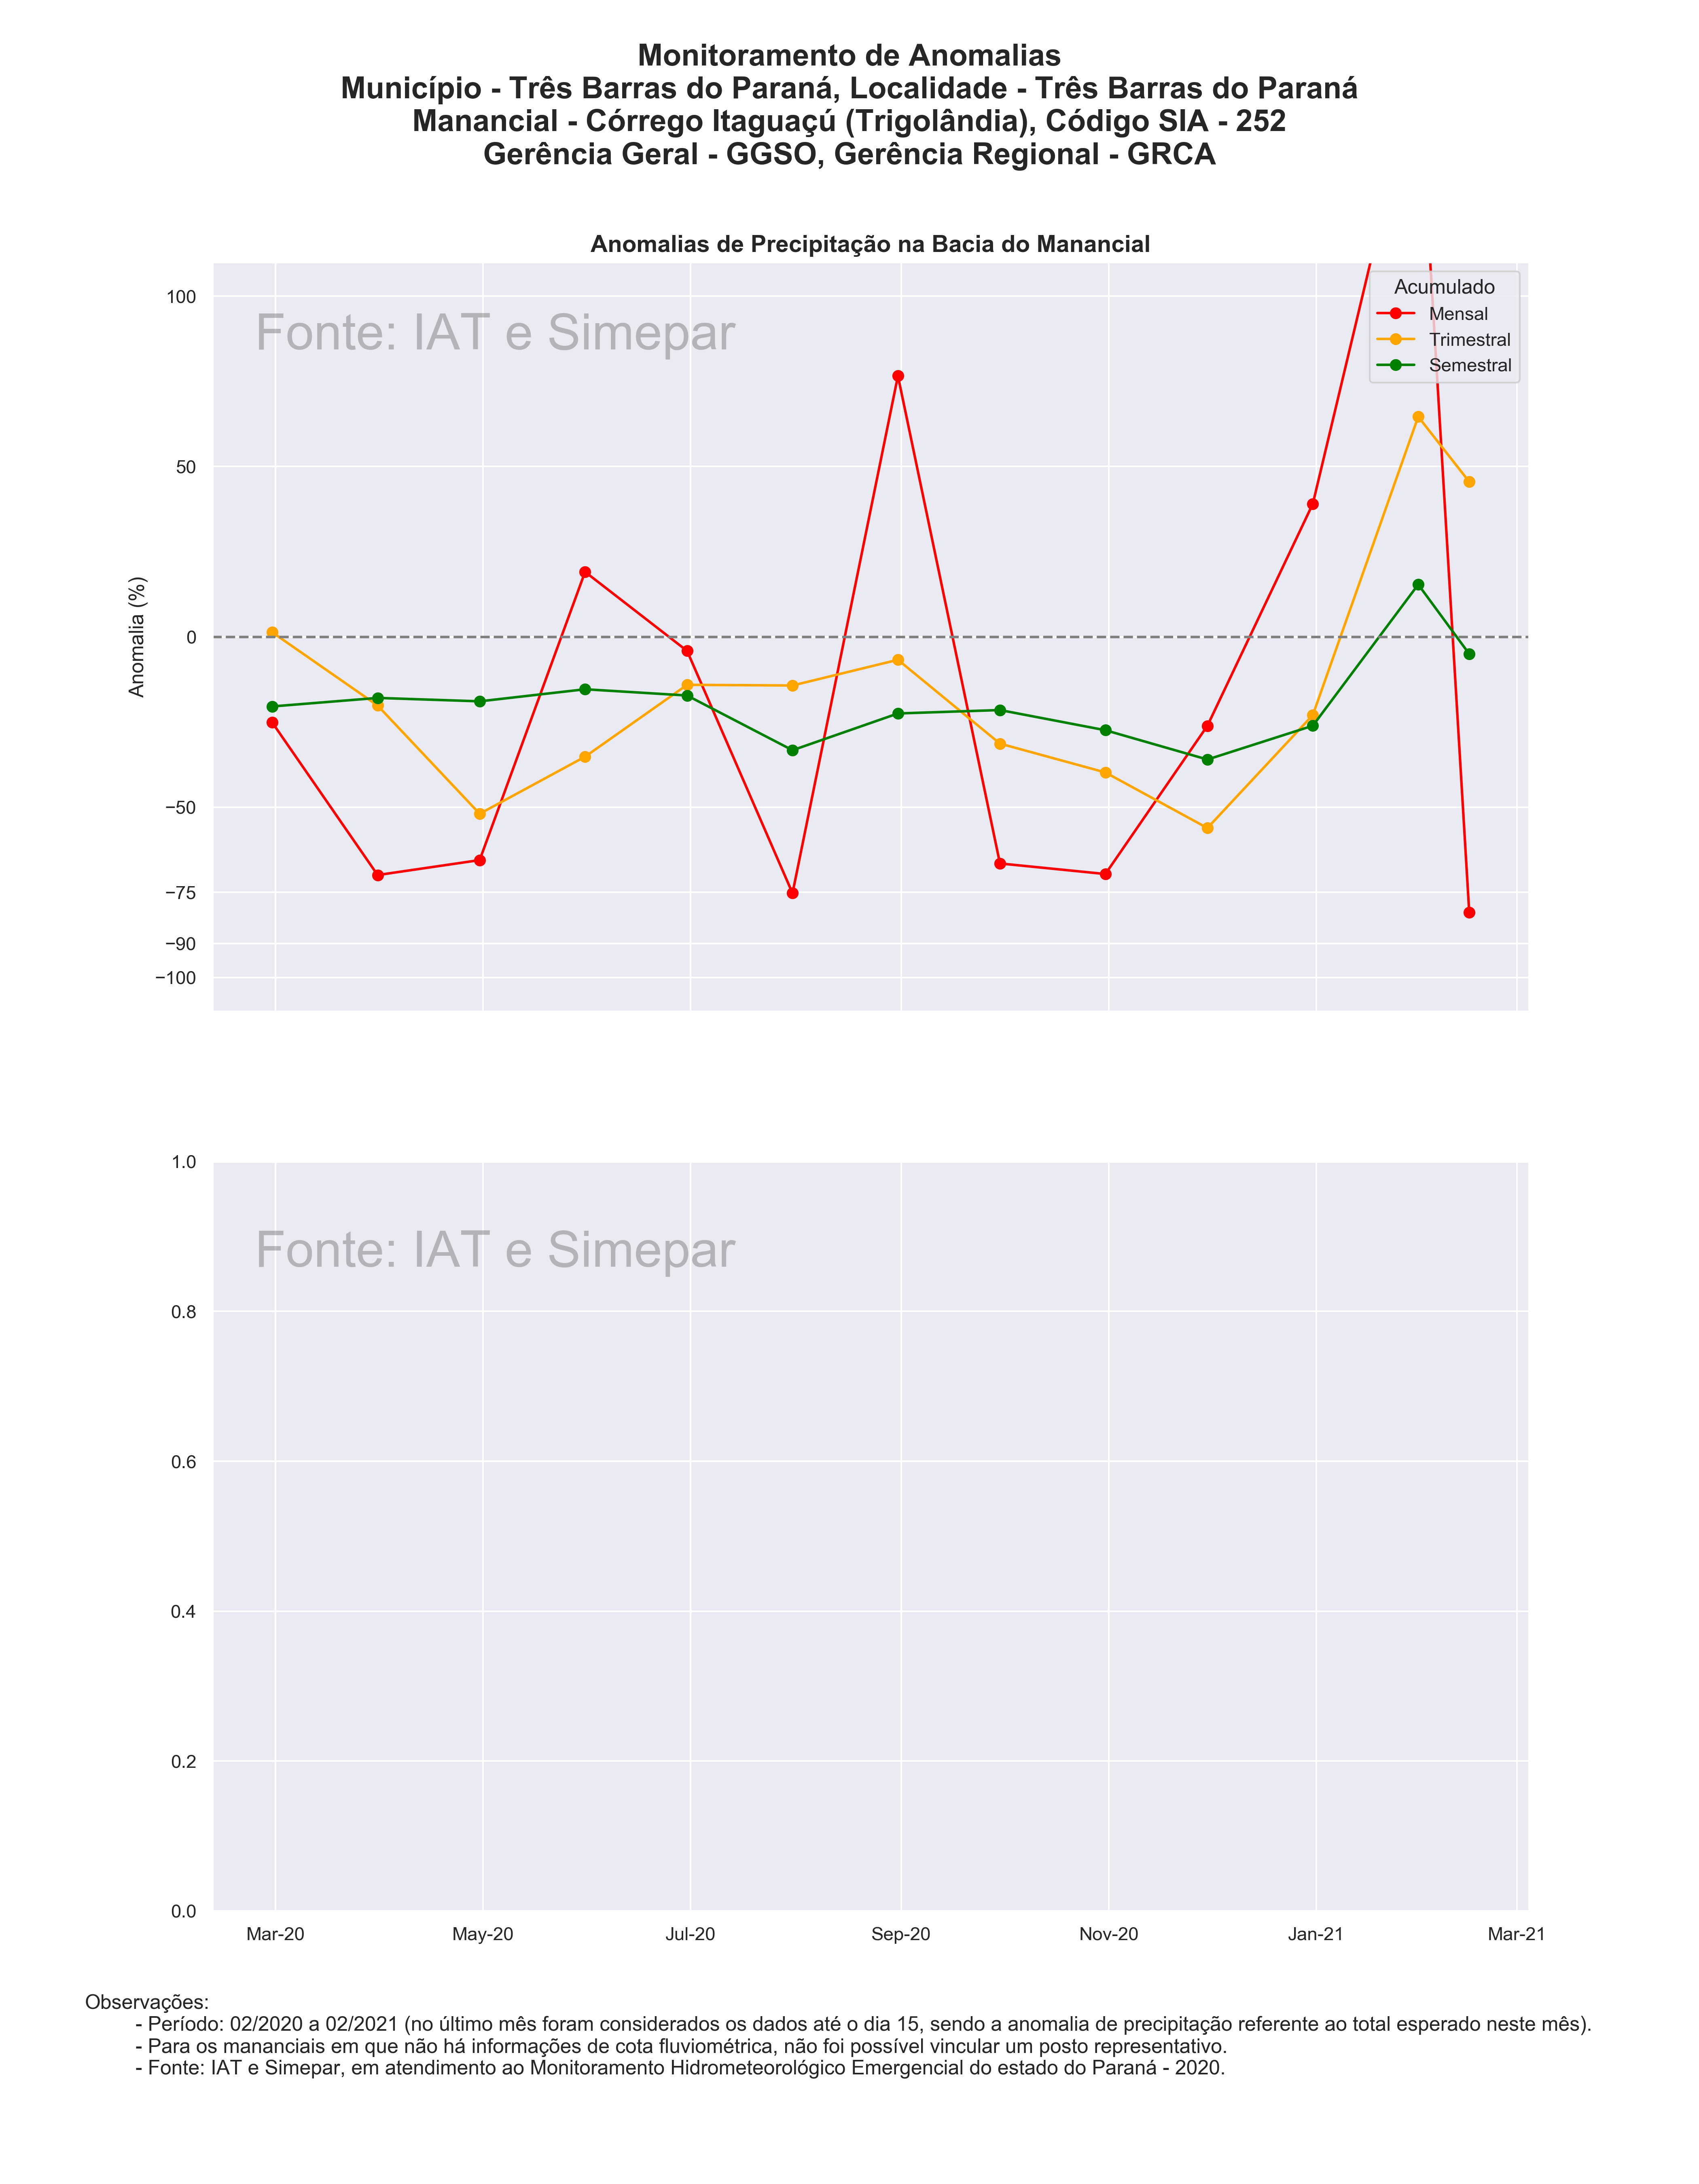 Monitoramento de Anomalias
Município - Três Barras do Paraná, Localidade - Três Barras do Paraná
Manancial - Córrego Itaguaçú (Trigolândia), Código SIA - 252
Gerência Geral - GGSO, Gerência Regional - GRCA
Anomalias de Precipitação na Bacia do Manancial
Fonte: IAT e Simepar
Acumulado
Mensal
Trimestral
Semestral
Anomalia (%)
100
50
0
−50
−75
−90
−100
Fonte: IAT e Simepar
1.0
0.8
0.6
0.4
0.2
0.0
Mar-20 May-20 Jul-20 Sep-20 Nov-20 Jan-21 Mar-21
Observações:
- Período: 02/2020 a 02/2021 (no último mês foram considerados os dados até o dia 15, sendo a anomalia de precipitação referente ao total esperado neste mês).
- Para os mananciais em que não há informações de cota fluviométrica, não foi possível vincular um posto representativo.
- Fonte: IAT e Simepar, em atendimento ao Monitoramento Hidrometeorológico Emergencial do estado do Paraná - 2020.